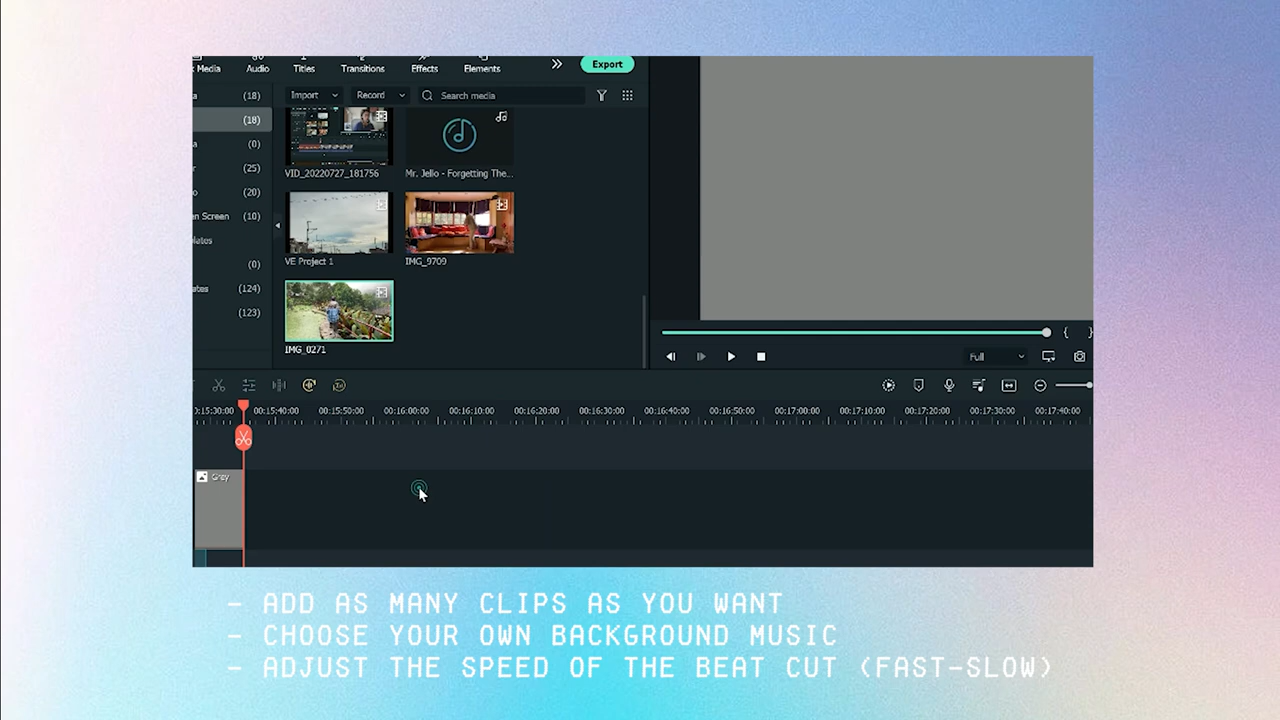 Media Audio Titles Transitions Effects Elements Export
(18) Import Record Search media
(18)
(0)
(25)
(20)
en Screen (10)
lates
(0)
ates (124)
(123)
VID_20220727_181756 Mr. Jello - Forgetting The...
VE Project 1 IMG_9709
IMG_0271
Full
0:15:30:00 00:15:40:00 00:15:50:00 00:16:00:00 00:16:10:00 00:16:20:00 00:16:30:00 00:16:40:00 00:16:50:00 00:17:00:00 00:17:10:00 00:17:20:00 00:17:30:00 00:17:40:00
Grey
- ADD AS MANY CLIPS AS YOU WANT
- CHOOSE YOUR OWN BACKGROUND MUSIC
- ADJUST THE SPEED OF THE BEAT CUT (FAST-SLOW)